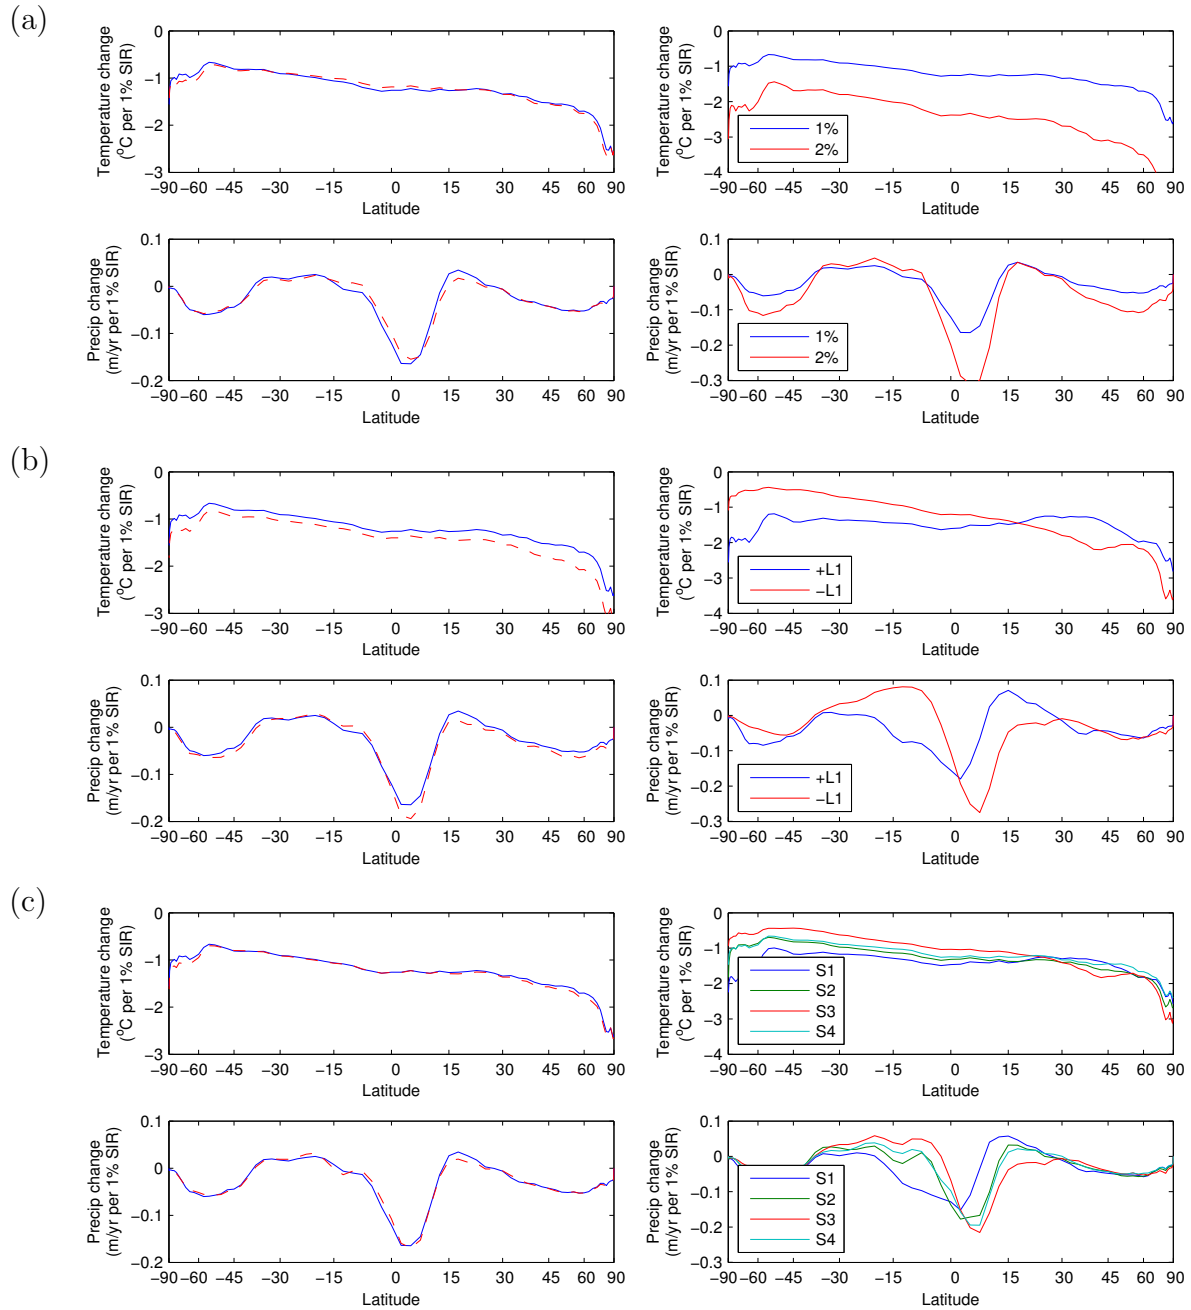 (a)
0
−1
−2
−3
Temperature change
(°C per 1% SIR)
−90 −60 −45 −30 −15 0 15 30 45 60 90
Latitude
0
−1
−2
−3
−4
Temperature change
(°C per 1% SIR)
1%
2%
−90 −60 −45 −30 −15 0 15 30 45 60 90
Latitude
0.1
0
−0.1
−0.2
Precip change
(m/yr per 1% SIR)
−90 −60 −45 −30 −15 0 15 30 45 60 90
Latitude
0.1
0
−0.1
−0.2
−0.3
Precip change
(m/yr per 1% SIR)
1%
2%
−90 −60 −45 −30 −15 0 15 30 45 60 90
Latitude
(b)
0
−1
−2
−3
Temperature change
(°C per 1% SIR)
−90 −60 −45 −30 −15 0 15 30 45 60 90
Latitude
0
−1
−2
−3
−4
Temperature change
(°C per 1% SIR)
+L1
−L1
−90 −60 −45 −30 −15 0 15 30 45 60 90
Latitude
0.1
0
−0.1
−0.2
Precip change
(m/yr per 1% SIR)
−90 −60 −45 −30 −15 0 15 30 45 60 90
Latitude
0.1
0
−0.1
−0.2
−0.3
Precip change
(m/yr per 1% SIR)
+L1
−L1
−90 −60 −45 −30 −15 0 15 30 45 60 90
Latitude
(c)
0
−1
−2
−3
Temperature change
(°C per 1% SIR)
−90 −60 −45 −30 −15 0 15 30 45 60 90
Latitude
0
−1
−2
−3
−4
Temperature change
(°C per 1% SIR)
S1
S2
S3
S4
−90 −60 −45 −30 −15 0 15 30 45 60 90
Latitude
0.1
0
−0.1
−0.2
Precip change
(m/yr per 1% SIR)
−90 −60 −45 −30 −15 0 15 30 45 60 90
Latitude
0.1
0
−0.1
−0.2
−0.3
Precip change
(m/yr per 1% SIR)
S1
S2
S3
S4
−90 −60 −45 −30 −15 0 15 30 45 60 90
Latitude